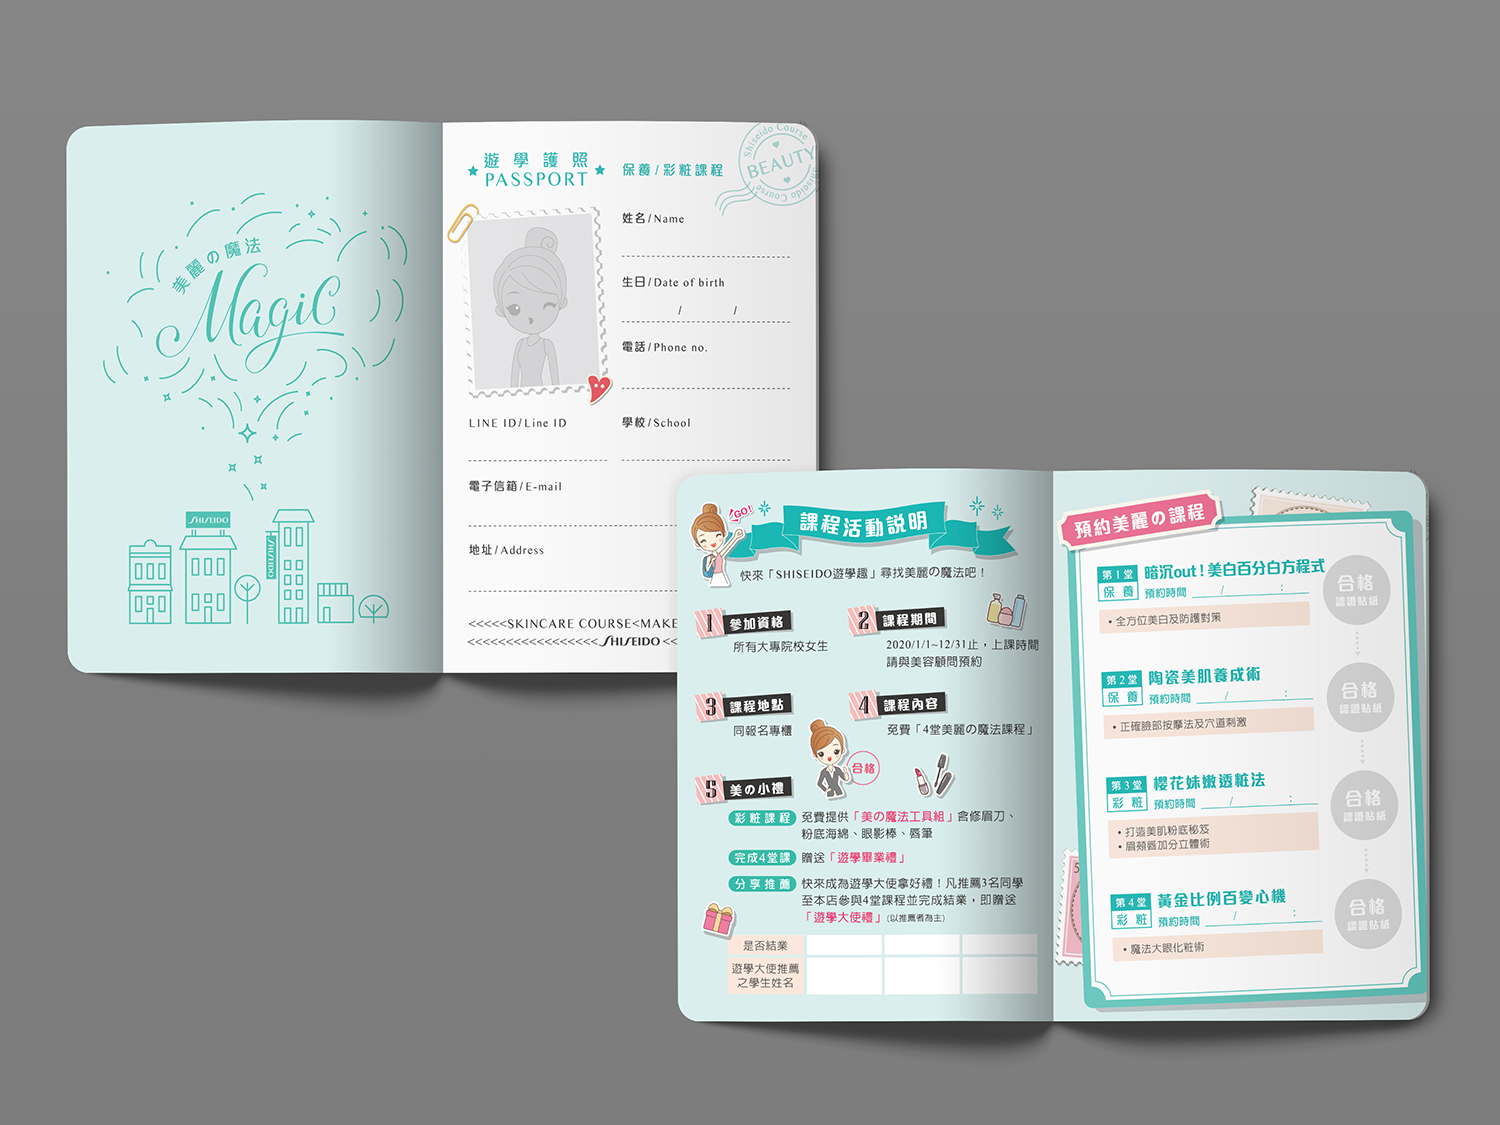 美麗の魔法
Magic
SHISEIDO
SHISEIDO
遊學護照
PASSPORT
保養/彩粧課程
Shiseido Course
BEAUTY
Shiseido Course
姓名/Name
生日/Date of birth
/ /
電話/Phone no.
LINE ID/Line ID
學校/School
電子信箱/E-mail
地址/Address
<<<<<SKINCARE COURSE<MAKE
<<<<<<<<<<<<<<<<<<SHISEIDO<<
GO!
課程活動説明
快來「SHISEIDO遊學趣」尋找美麗の魔法吧！
1 參加資格
所有大專院校女生
2 課程期間
2020/1/1~12/31止，上課時間
請與美容顧問預約
3 課程地點
同報名專櫃
4 課程內容
免費「4堂美麗の魔法課程」
合格
5 美の小禮
彩粧課程 免費提供「美の魔法工具組」含修眉刀、
粉底海綿、眼影棒、唇筆
完成4堂課 贈送「遊學畢業禮」
分享推薦 快來成為遊學大使拿好禮！凡推薦3名同學
至本店參與4堂課程並完成結業，即贈送
「遊學大使禮」(以推薦者為主)
是否結業
遊學大使推薦
之學生姓名
預約美麗の課程
第1堂 暗沉out!美白百分白方程式
保養 預約時間 / :
•全方位美白及防護對策
合格
認證貼紙
第2堂 陶瓷美肌養成術
保養 預約時間 / :
•正確臉部按摩法及穴道刺激
合格
認證貼紙
第3堂 櫻花妹嫩透粧法
彩粧 預約時間 / :
•打造美肌粉底秘笈
•眉頰唇加分立體術
合格
認證貼紙
第4堂 黃金比例百變心機
彩粧 預約時間 / :
•魔法大眼化粧術
合格
認證貼紙
5